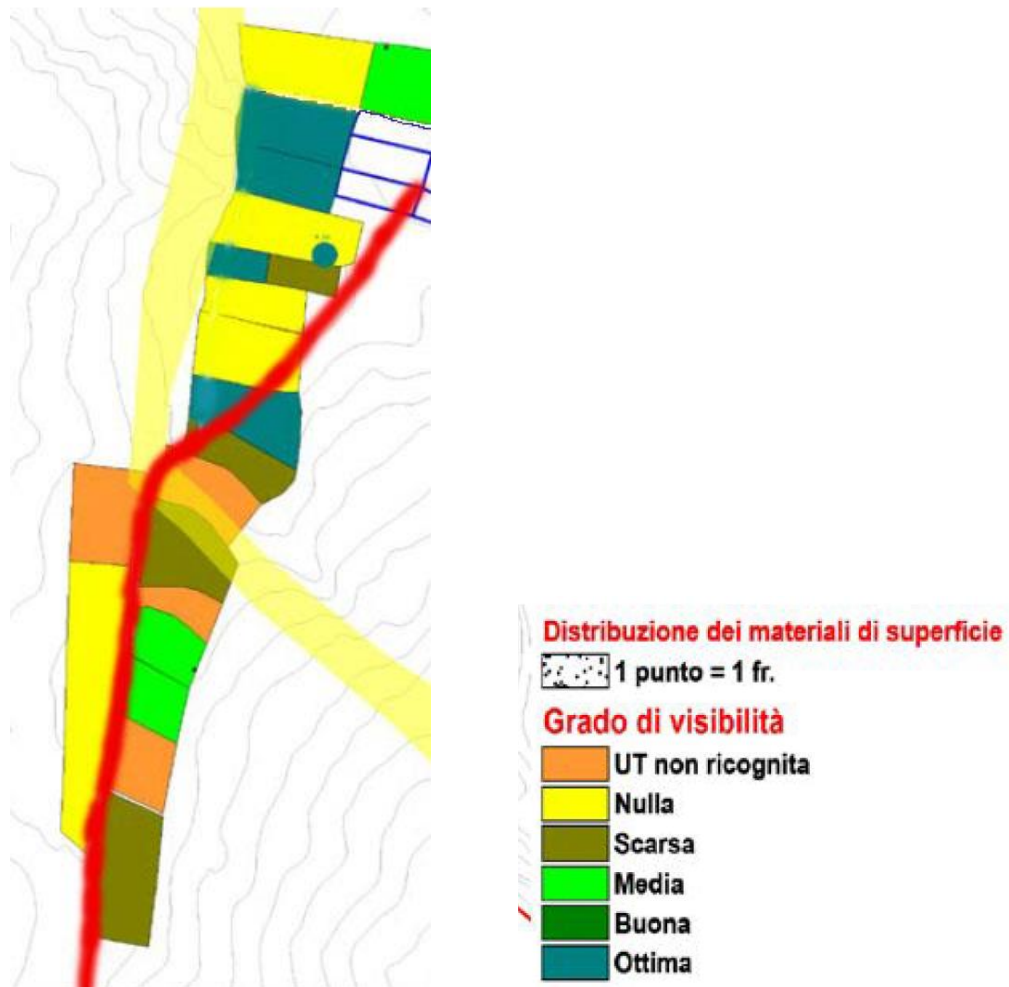 Distribuzione dei materiali di superficie
1 punto = 1 fr.
Grado di visibilità
UT non ricognita
Nulla
Scarsa
Media
Buona
Ottima